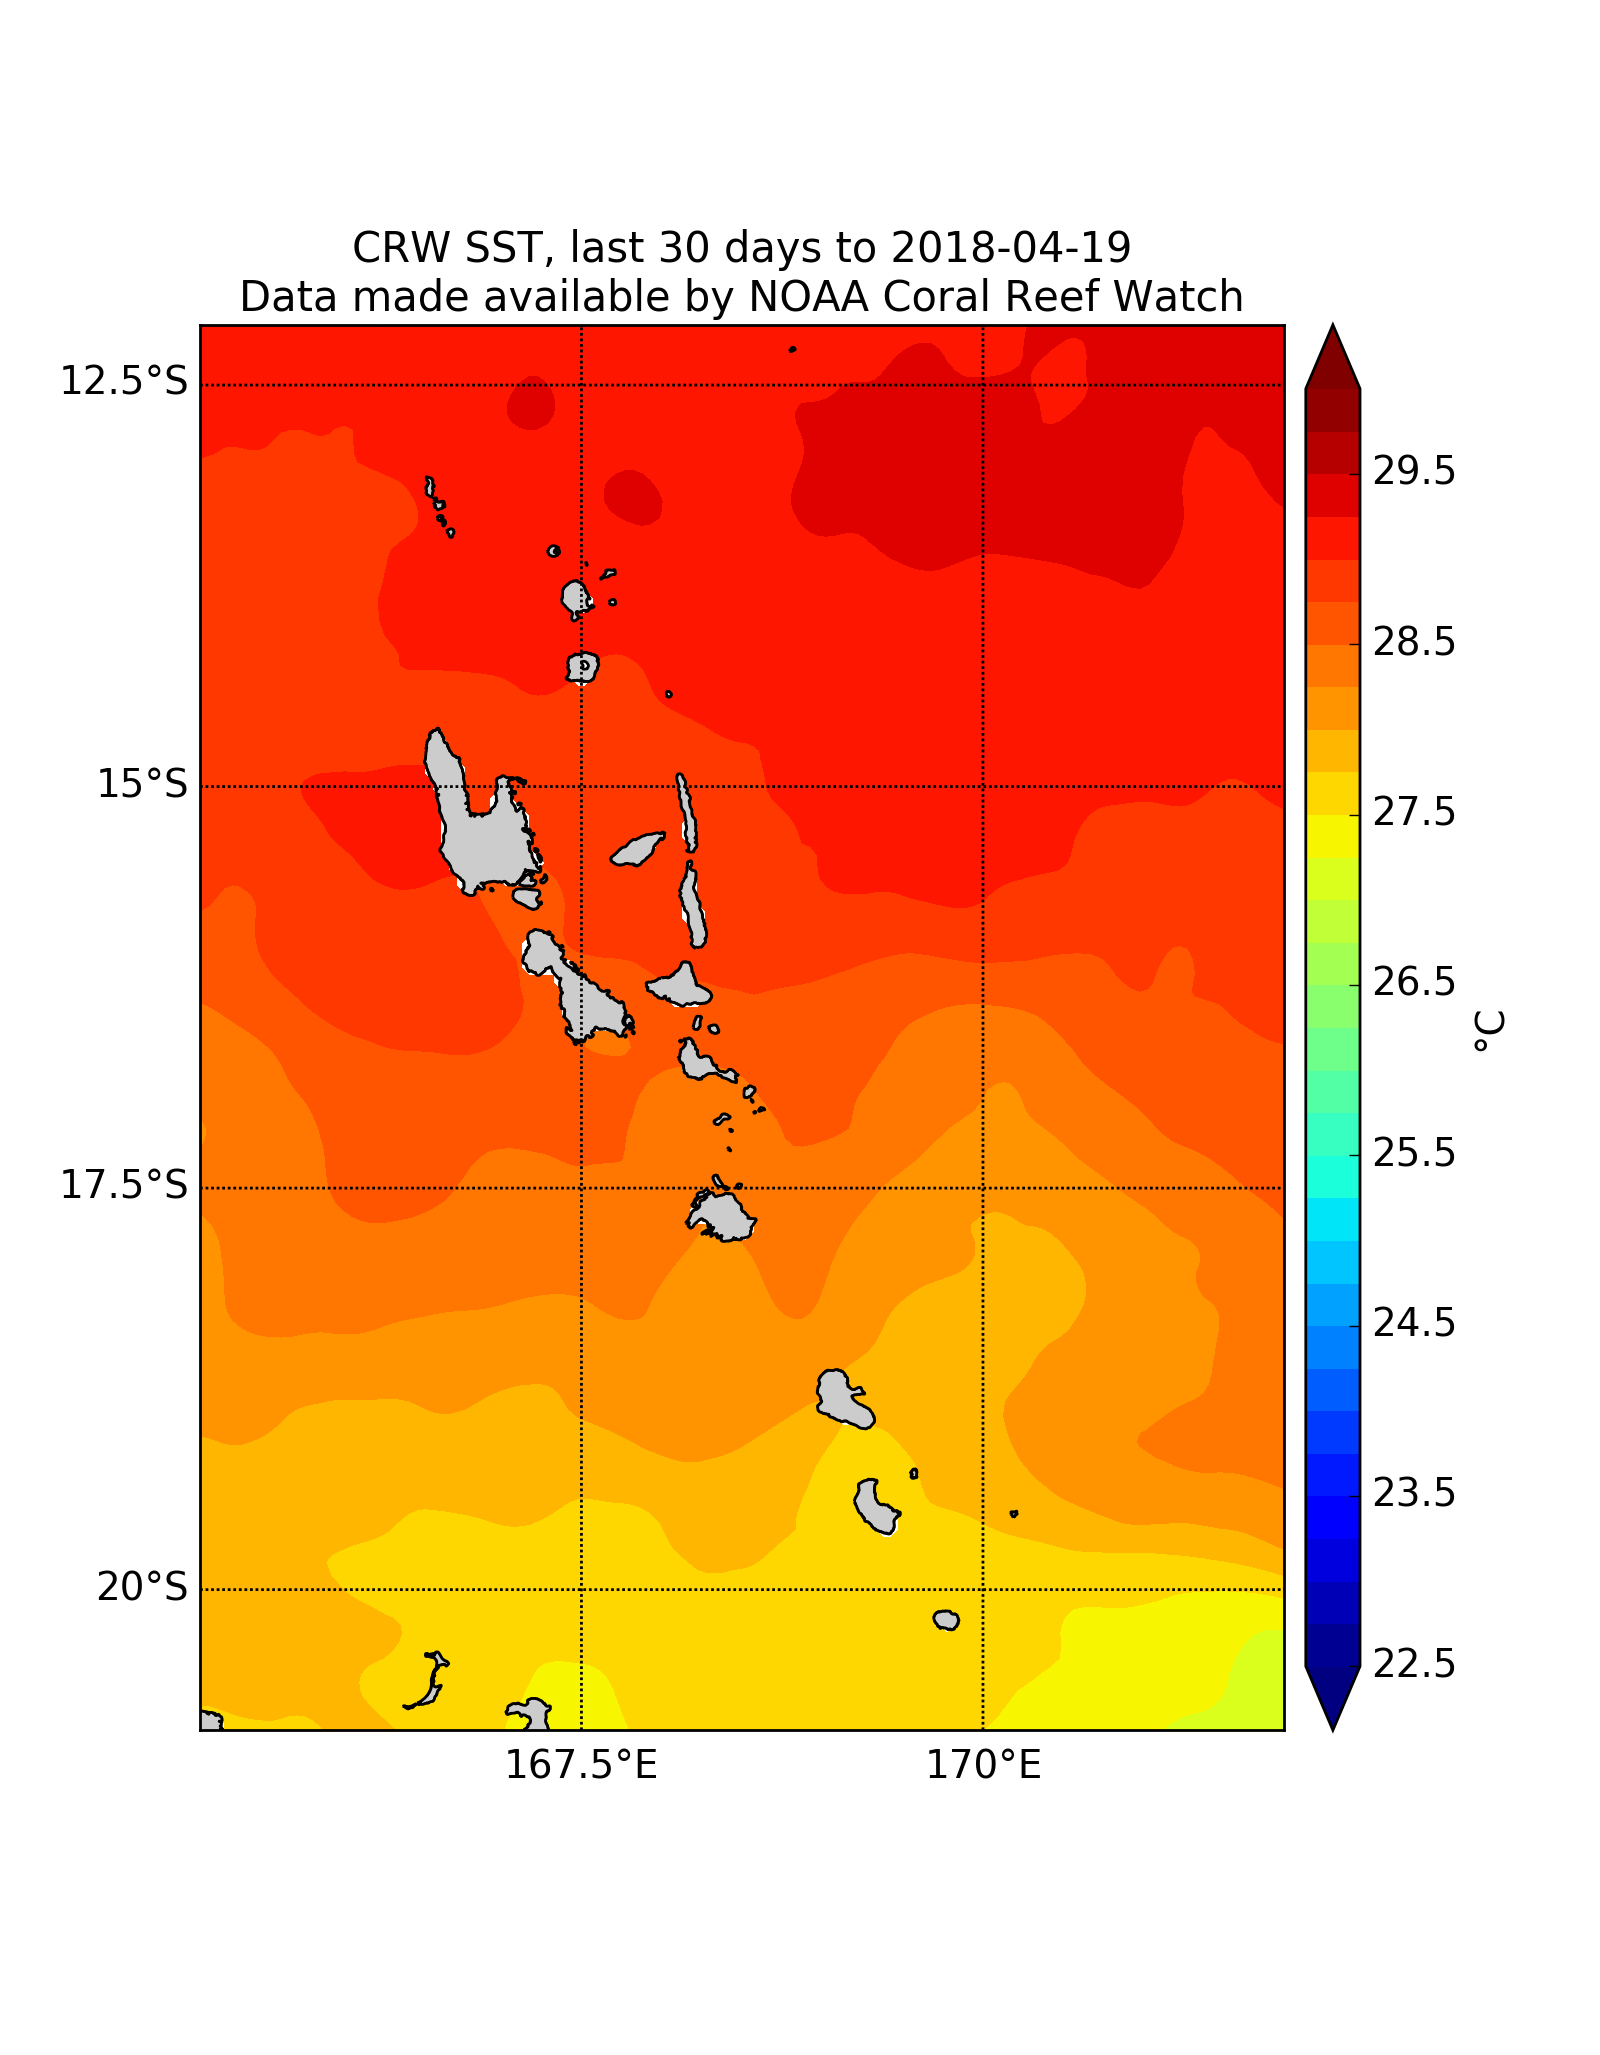 CRW SST, last 30 days to 2018-04-19
Data made available by NOAA Coral Reef Watch
12.5°S
15°S
17.5°S
20°S
167.5°E
170°E
29.5
28.5
27.5
26.5
25.5
24.5
23.5
22.5
°C